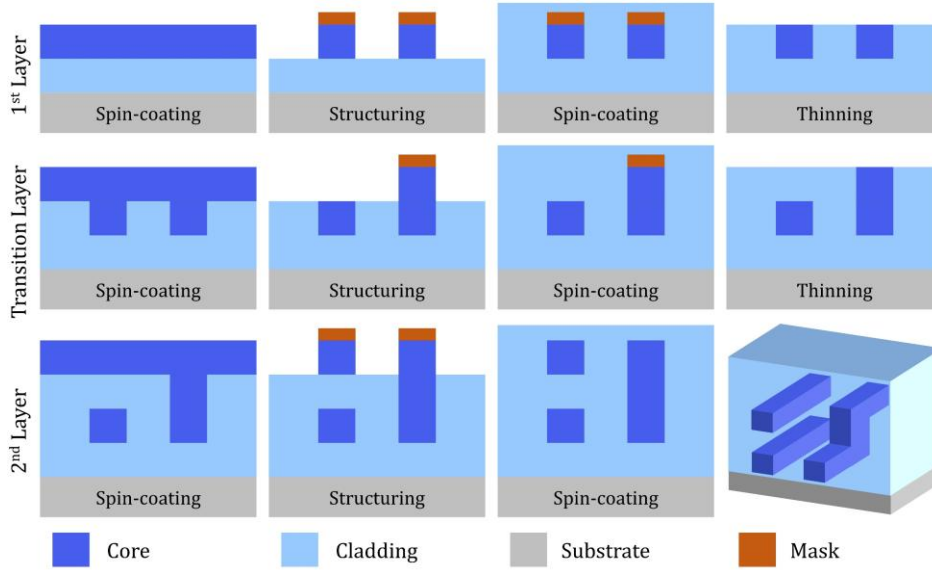 1st Layer
Spin-coating
Structuring
Spin-coating
Thinning
Transition Layer
Spin-coating
Structuring
Spin-coating
Thinning
2nd Layer
Spin-coating
Structuring
Spin-coating
Core
Cladding
Substrate
Mask